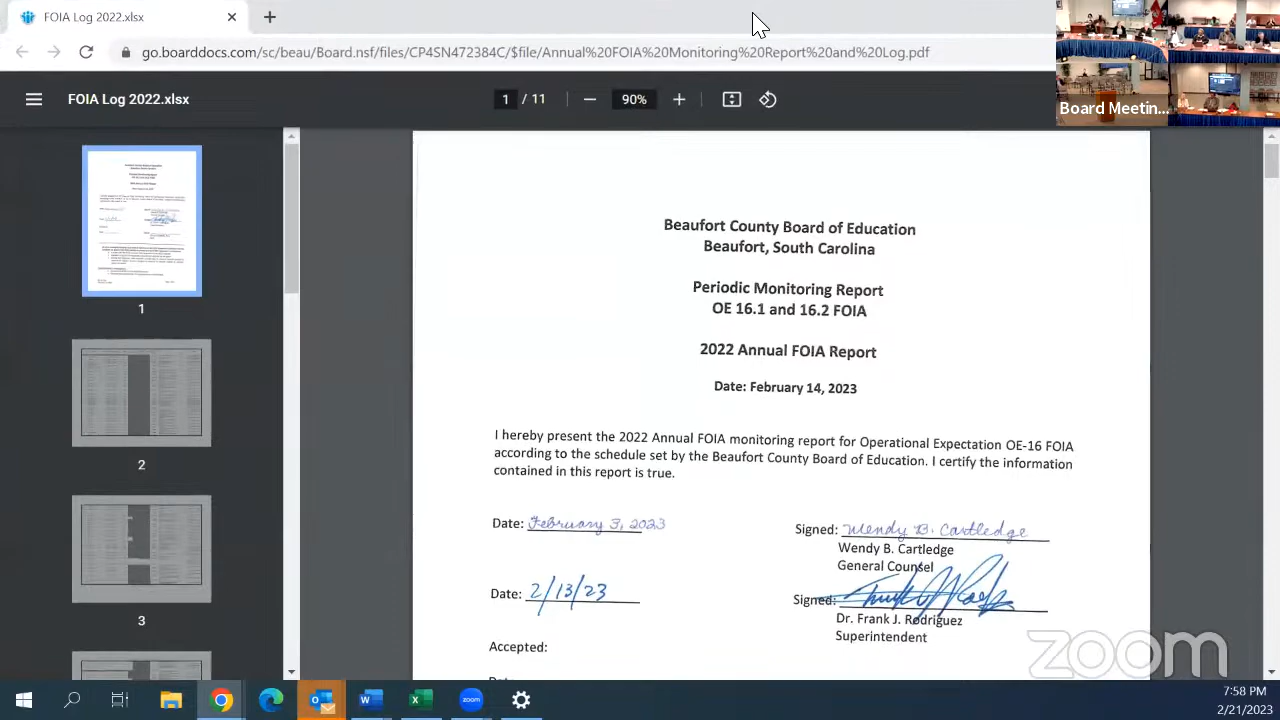 FOIA Log 2022.xlsx
go.boarddocs.com/sc/beau/Board.nsf/files/
Annual%20FOIA%20Monitoring%20Report%20and%20Log.pdf
Board Meetin...
FOIA Log 2022.xlsx
1 / 11
90%
1
2
3
Beaufort County Board of Education
Beaufort, South Carolina
Periodic Monitoring Report
OE 16.1 and 16.2 FOIA
2022 Annual FOIA Report
Date: February 14, 2023
I hereby present the 2022 Annual FOIA monitoring report for Operational Expectation OE-16 FOIA
according to the schedule set by the Beaufort County Board of Education. I certify the information
contained in this report is true.
Date: February 3, 2023
Signed: Wendy B. Cartledge
Wendy B. Cartledge
General Counsel
Date: 2/13/23
Signed:
Dr. Frank J. Rodriguez
Superintendent
Accepted:
zoom
zoom
7:58 PM
2/21/2023